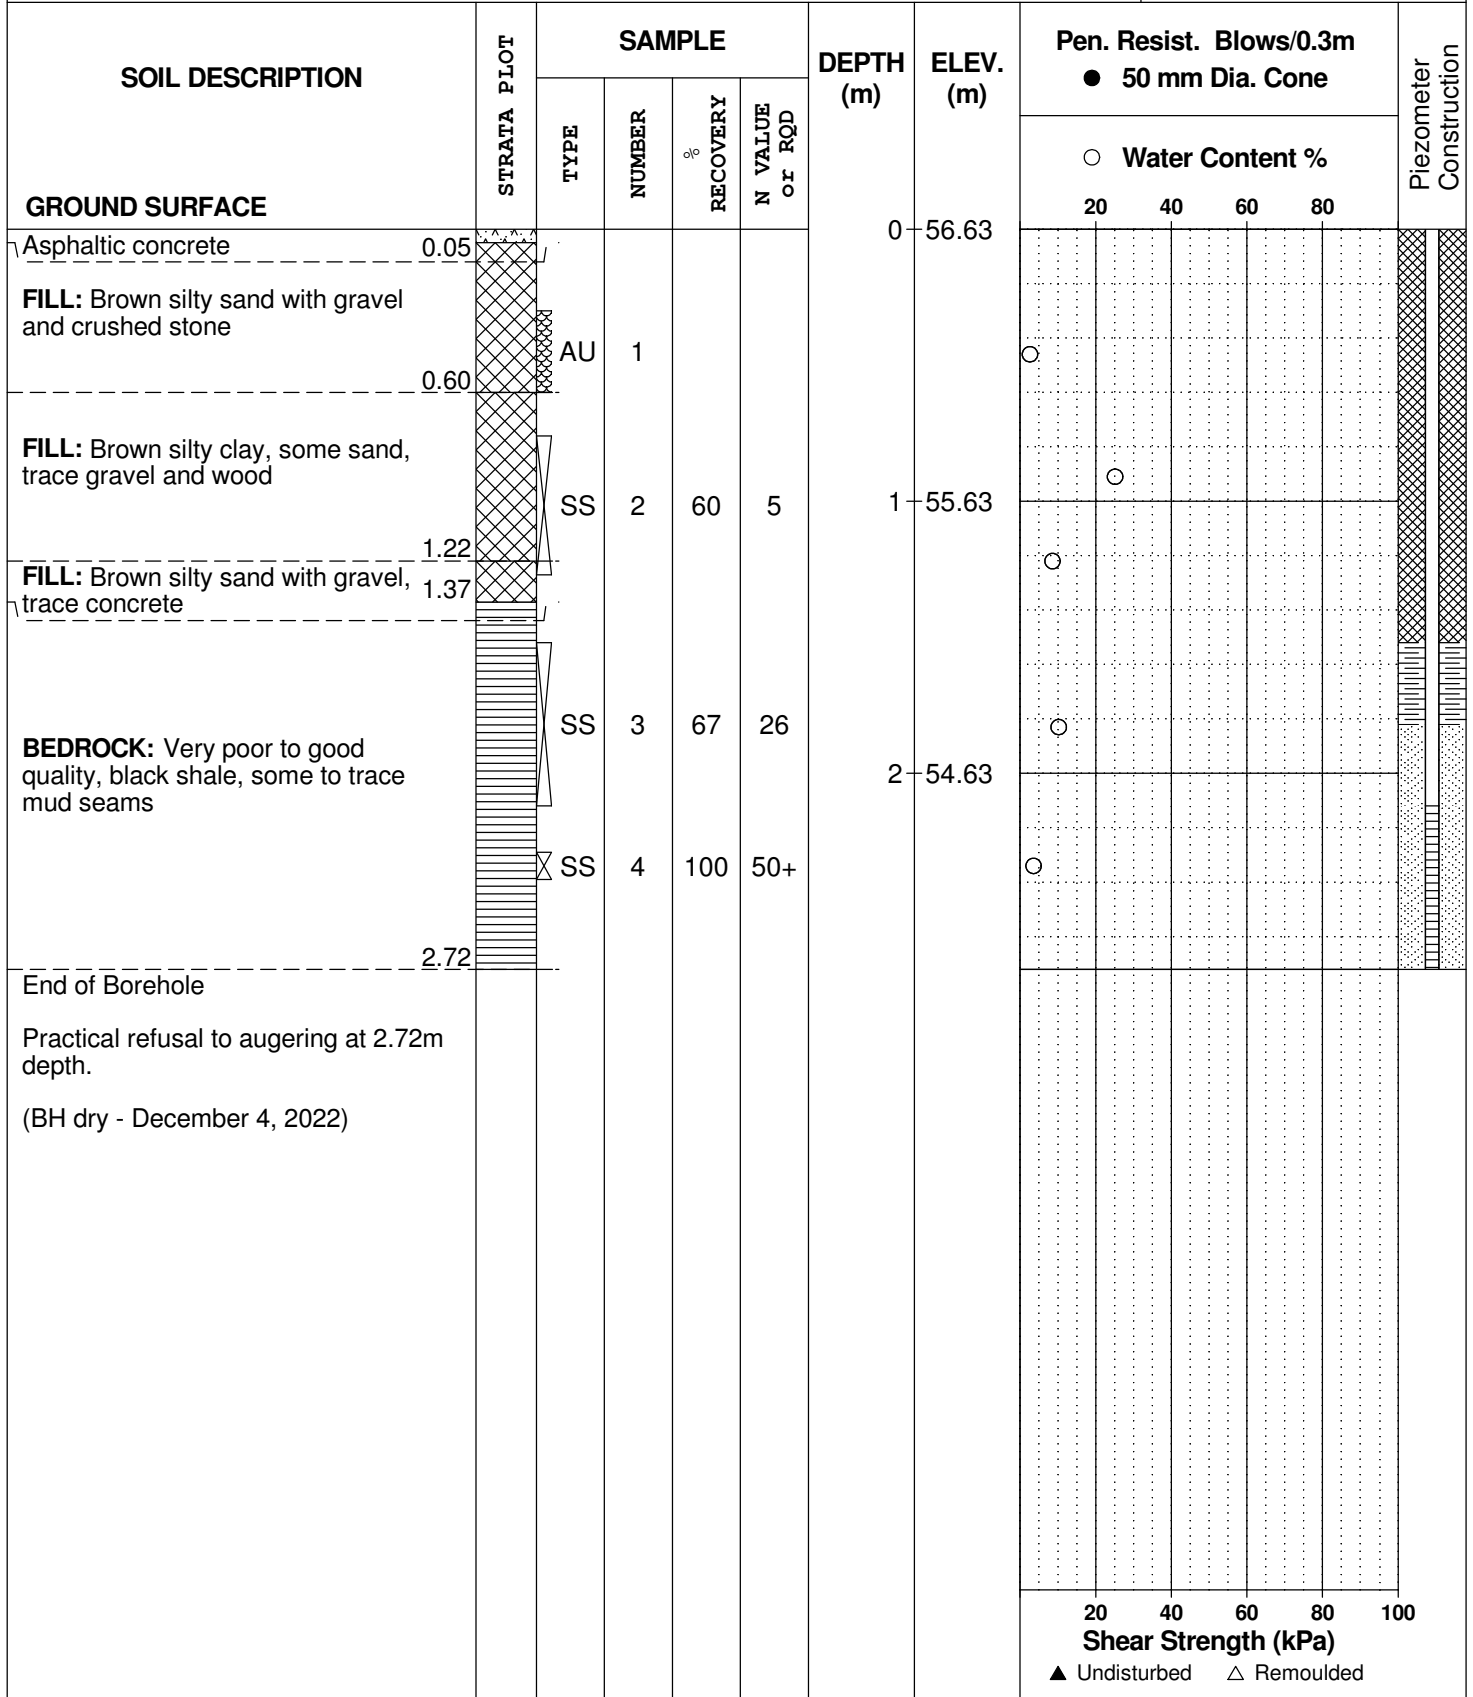 SOIL DESCRIPTION
GROUND SURFACE
STRATA PLOT
SAMPLE
TYPE
NUMBER
%
RECOVERY
N VALUE
or RQD
DEPTH
(m)
ELEV.
(m)
Pen. Resist. Blows/0.3m
● 50 mm Dia. Cone
○ Water Content %
20 40 60 80
Piezometer
Construction
0 56.63
Asphaltic concrete 0.05
FILL: Brown silty sand with gravel
and crushed stone
AU 1
0.60
FILL: Brown silty clay, some sand,
trace gravel and wood
SS 2 60 5
1 55.63
1.22
FILL: Brown silty sand with gravel, 1.37
trace concrete
SS 3 67 26
BEDROCK: Very poor to good
quality, black shale, some to trace
mud seams
2 54.63
SS 4 100 50+
2.72
End of Borehole
Practical refusal to augering at 2.72m
depth.
(BH dry - December 4, 2022)
20 40 60 80 100
Shear Strength (kPa)
▲ Undisturbed △ Remoulded